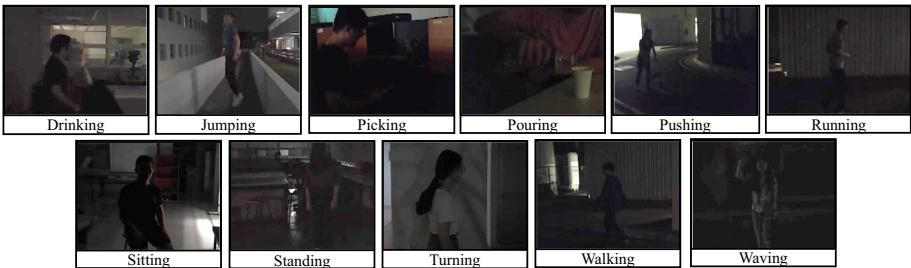 Drinking
Jumping
Picking
Pouring
Pushing
Running
Sitting
Standing
Turning
Walking
Waving